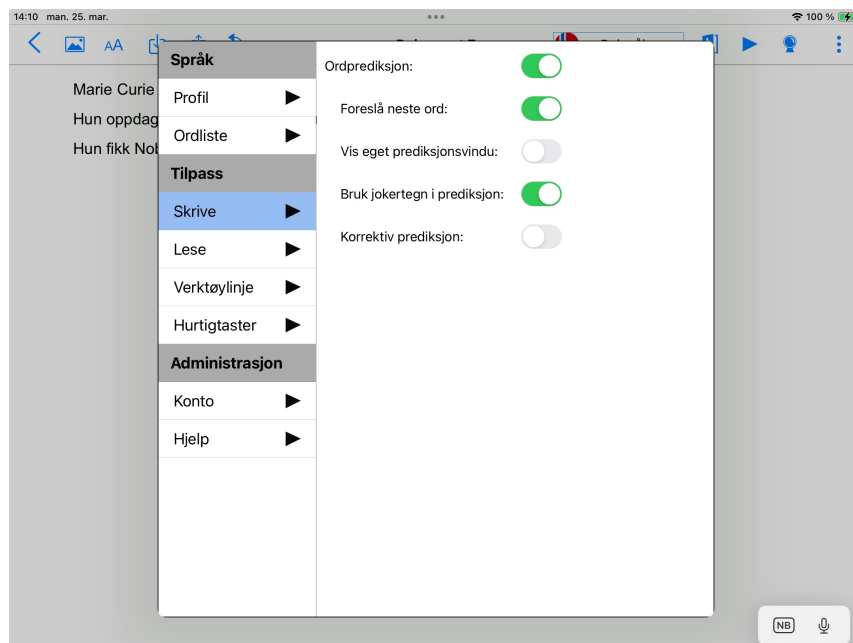 14:10 man. 25. mar.
100 %
AA
Marie Curie
Hun oppdag
Hun fikk Nob
Språk
Profil
Ordliste
Tilpass
Skrive
Lese
Verktøylinje
Hurtigtaster
Administrasjon
Konto
Hjelp
Ordprediksjon:
Foreslå neste ord:
Vis eget prediksjonsvindu:
Bruk jokertegn i prediksjon:
Korrektiv prediksjon:
NB